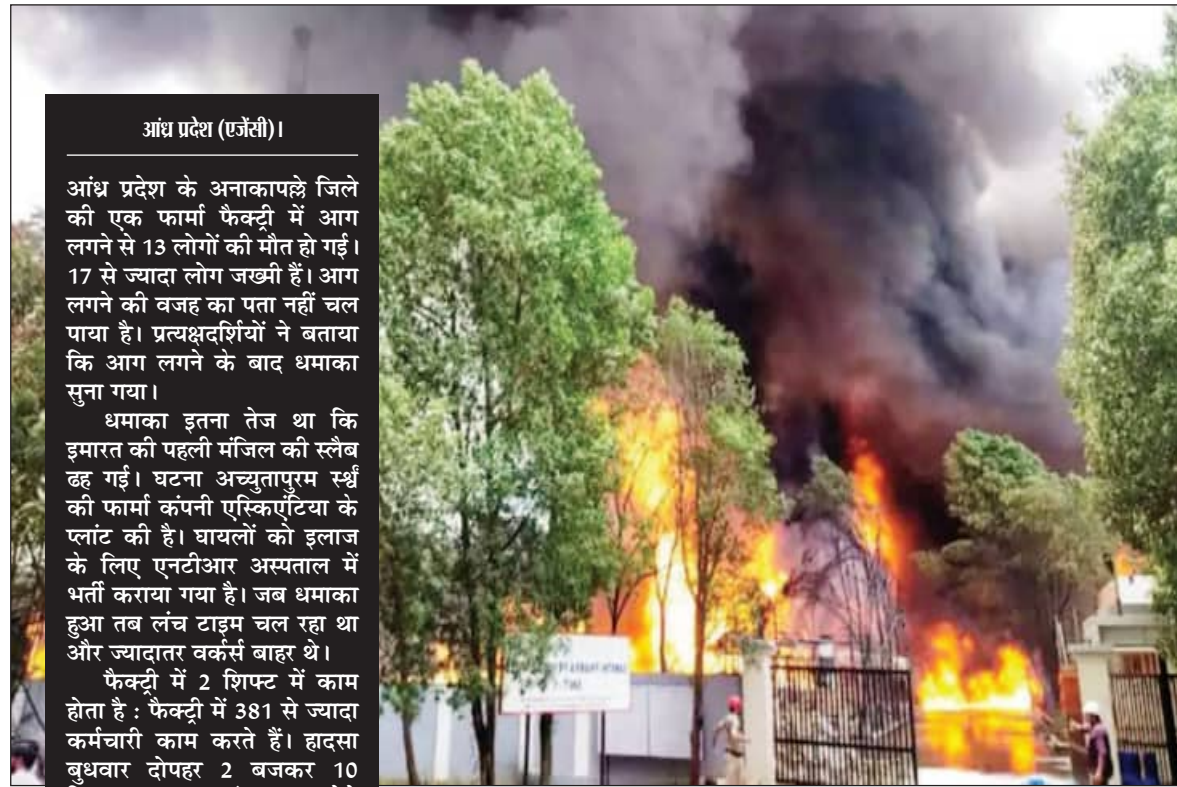 आंध्र प्रदेश (एजेंसी)।
आंध्र प्रदेश के अनाकापल्ले जिले
की एक फार्मा फैक्ट्री में आग
लगने से 13 लोगों की मौत हो गई।
17 से ज्यादा लोग जख्मी हैं। आग
लगने की वजह का पता नहीं चल
पाया है। प्रत्यक्षदर्शियों ने बताया
कि आग लगने के बाद धमाका
सुना गया।
धमाका इतना तेज था कि
इमारत की पहली मंजिल की स्लैब
ढह गई। घटना अच्युतापुरम
की फार्मा कंपनी एस्किएंटिया के
प्लांट की है। घायलों को इलाज
के लिए एनटीआर अस्पताल में
भर्ती कराया गया है। जब धमाका
हुआ तब लंच टाइम चल रहा था
और ज्यादातर वर्कर्स बाहर थे।
फैक्ट्री में 2 शिफ्ट में काम
होता है : फैक्ट्री में 381 से ज्यादा
कर्मचारी काम करते हैं। हादसा
बुधवार दोपहर 2 बजकर 10